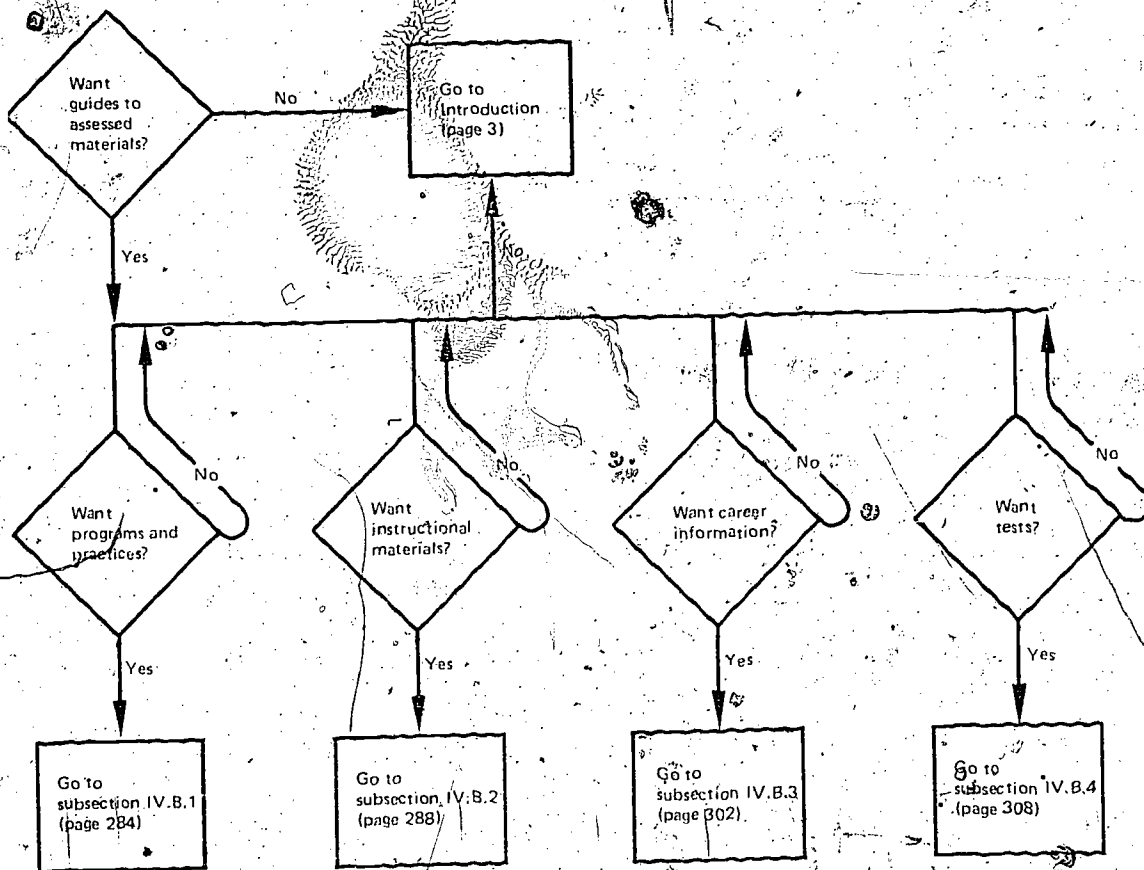 Want
guides to
assessed
materials?
No
Go to
Introduction
(page 3)
Yes
No
No
No
No
No
Want
programs and
practices?
Want
instructional
materials?
Want career
information?
Want
tests?
Yes
Yes
Yes
Yes
Go to
subsection IV.B.1
(page 284)
Go to
subsection IV.B.2
(page 288)
Go to
subsection IV.B.3
(page 302)
Go to
subsection IV.B.4
(page 308)